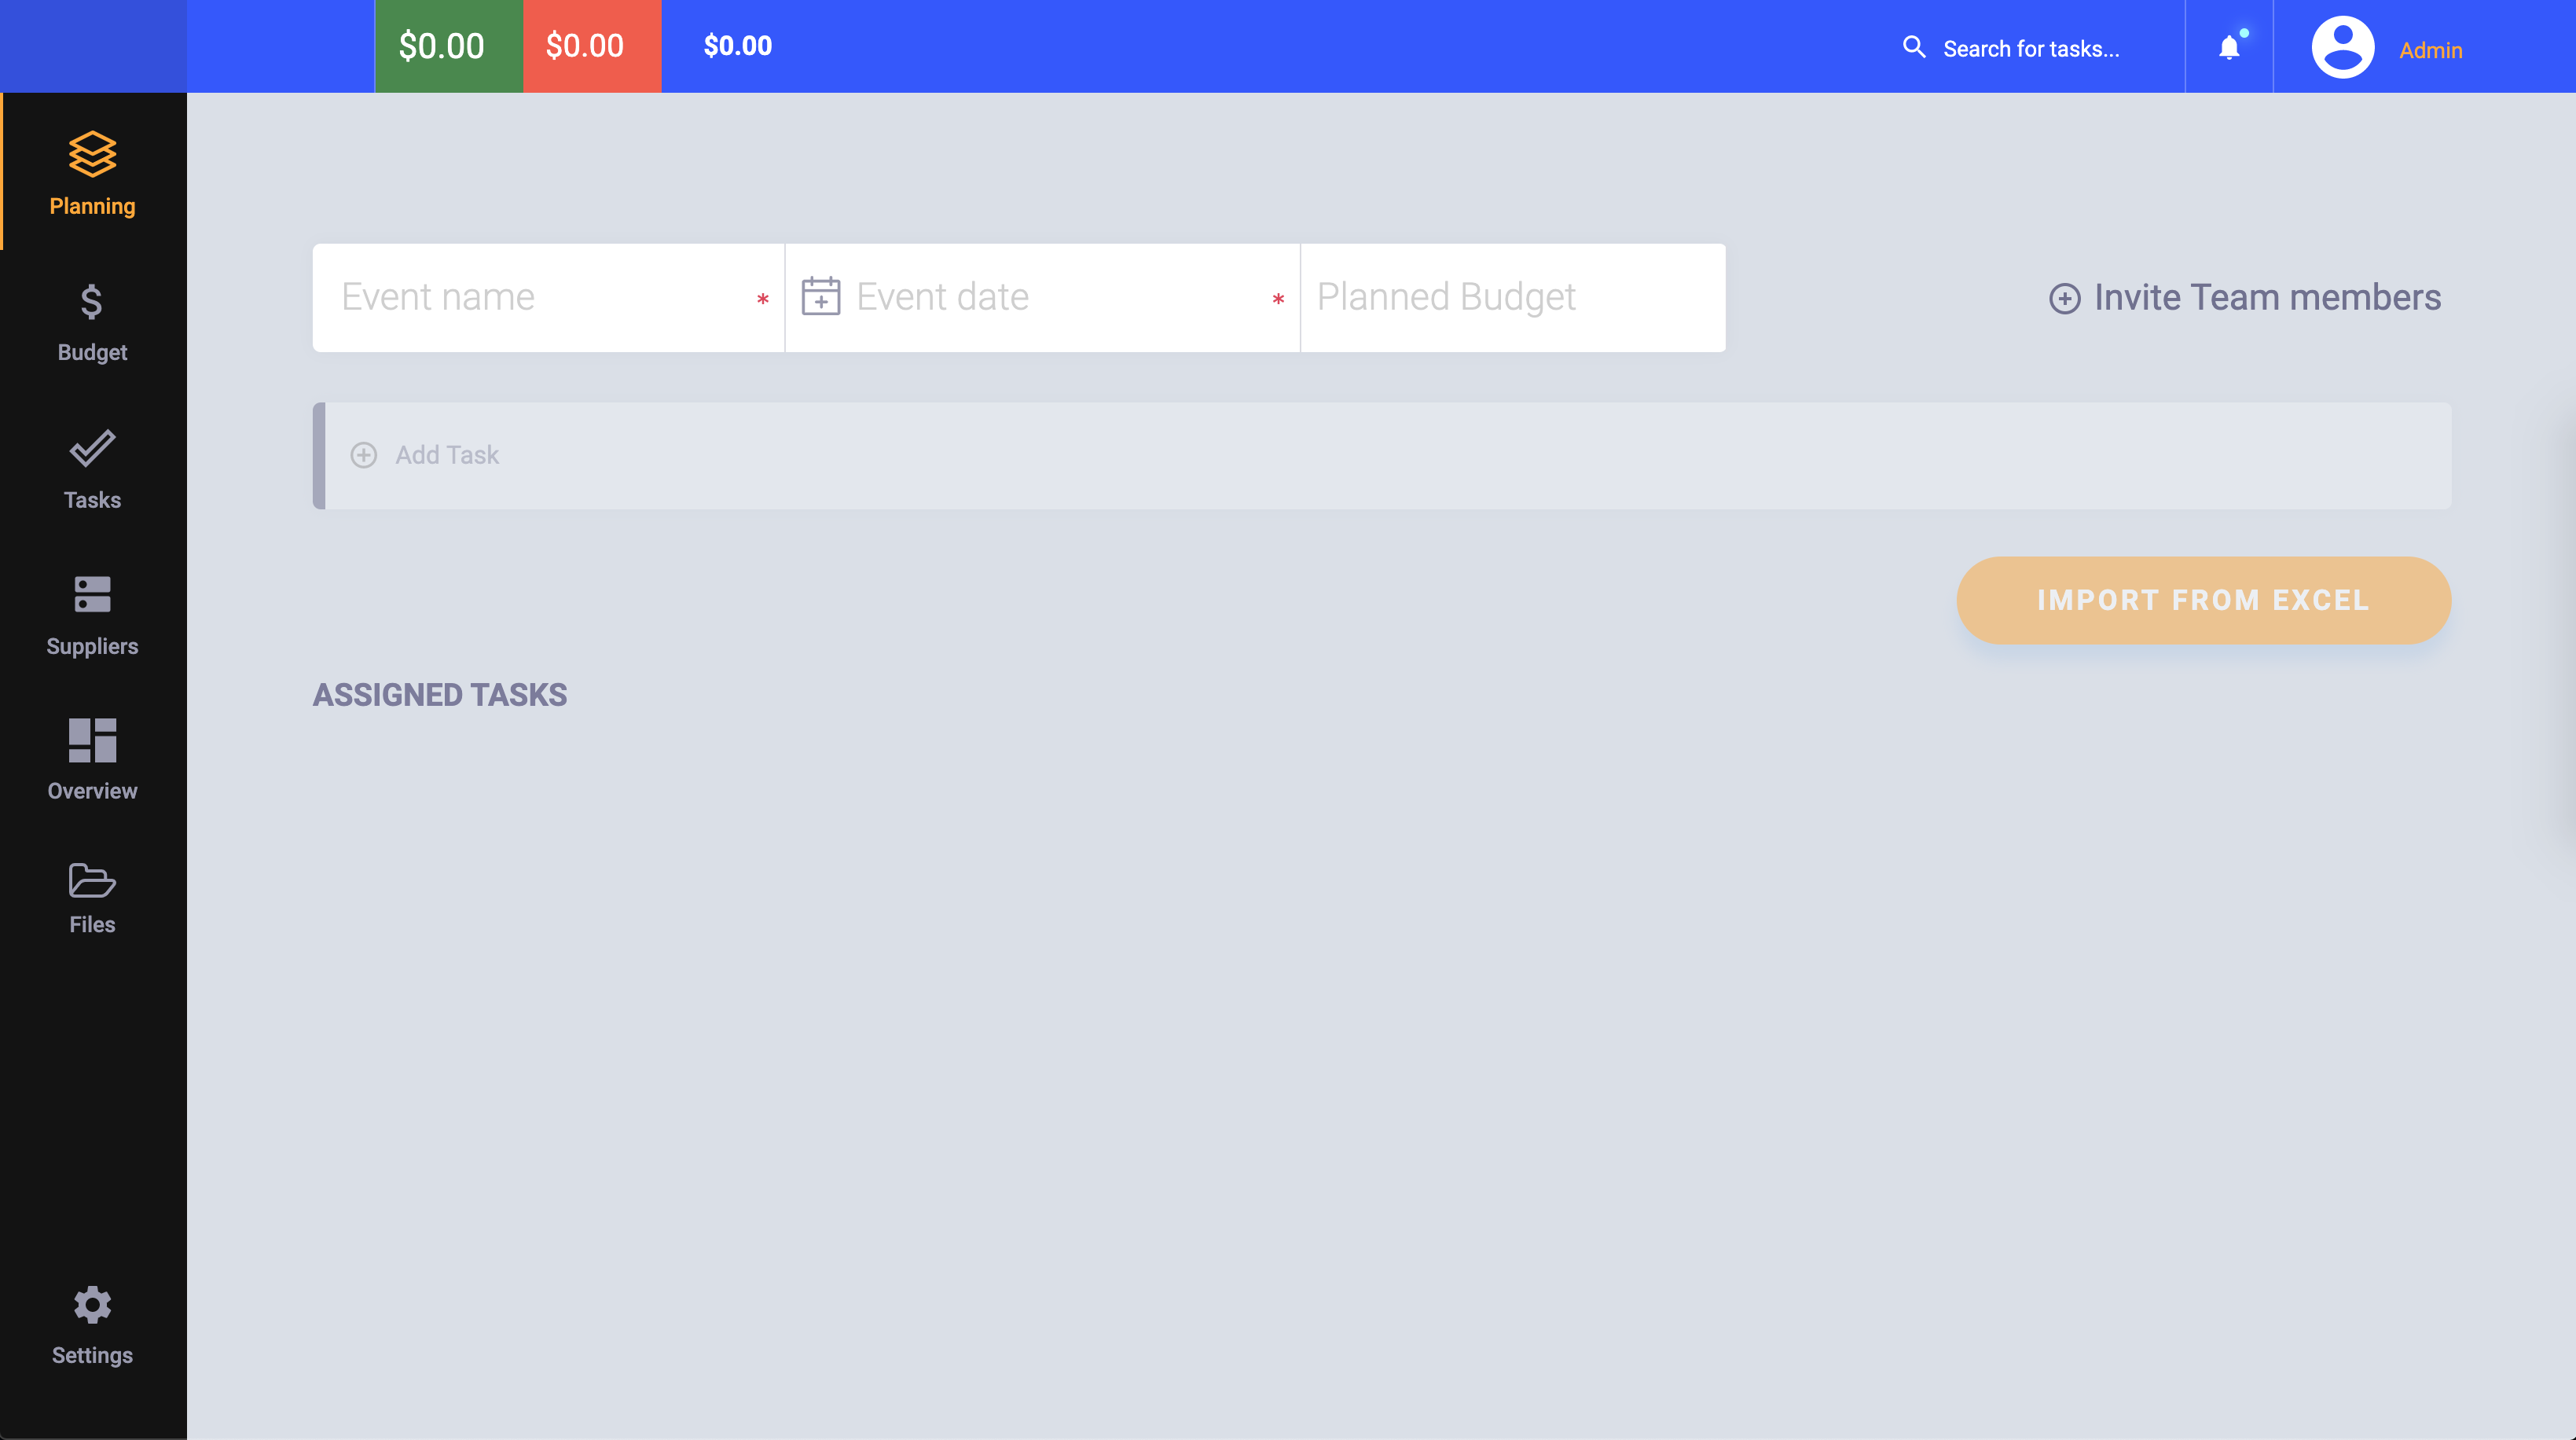 $0.00
$0.00
$0.00
Search for tasks...
Admin
Planning
Budget
Tasks
Suppliers
Overview
Files
Settings
Event name *
Event date *
Planned Budget
Invite Team members
Add Task
IMPORT FROM EXCEL
ASSIGNED TASKS